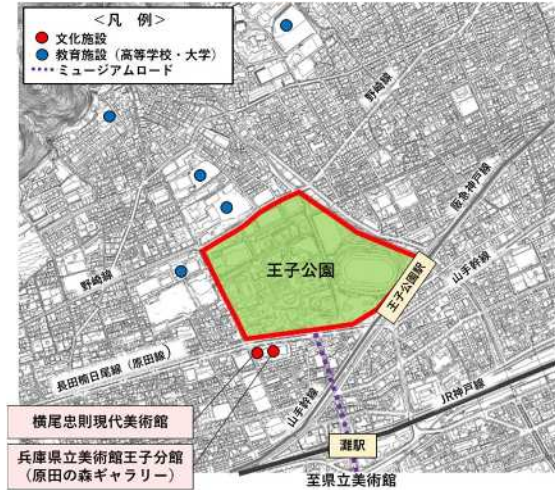 ＜凡　例＞
文化施設
教育施設（高等学校・大学）
ミュージアムロード
野崎線
阪急神戸線
王子公園
王子公園駅
山手幹線
野崎線
長田楠日尾線（原田線）
山手幹線
JR神戸線
横尾忠則現代美術館
灘駅
兵庫県立美術館王子分館
（原田の森ギャラリー）
至県立美術館